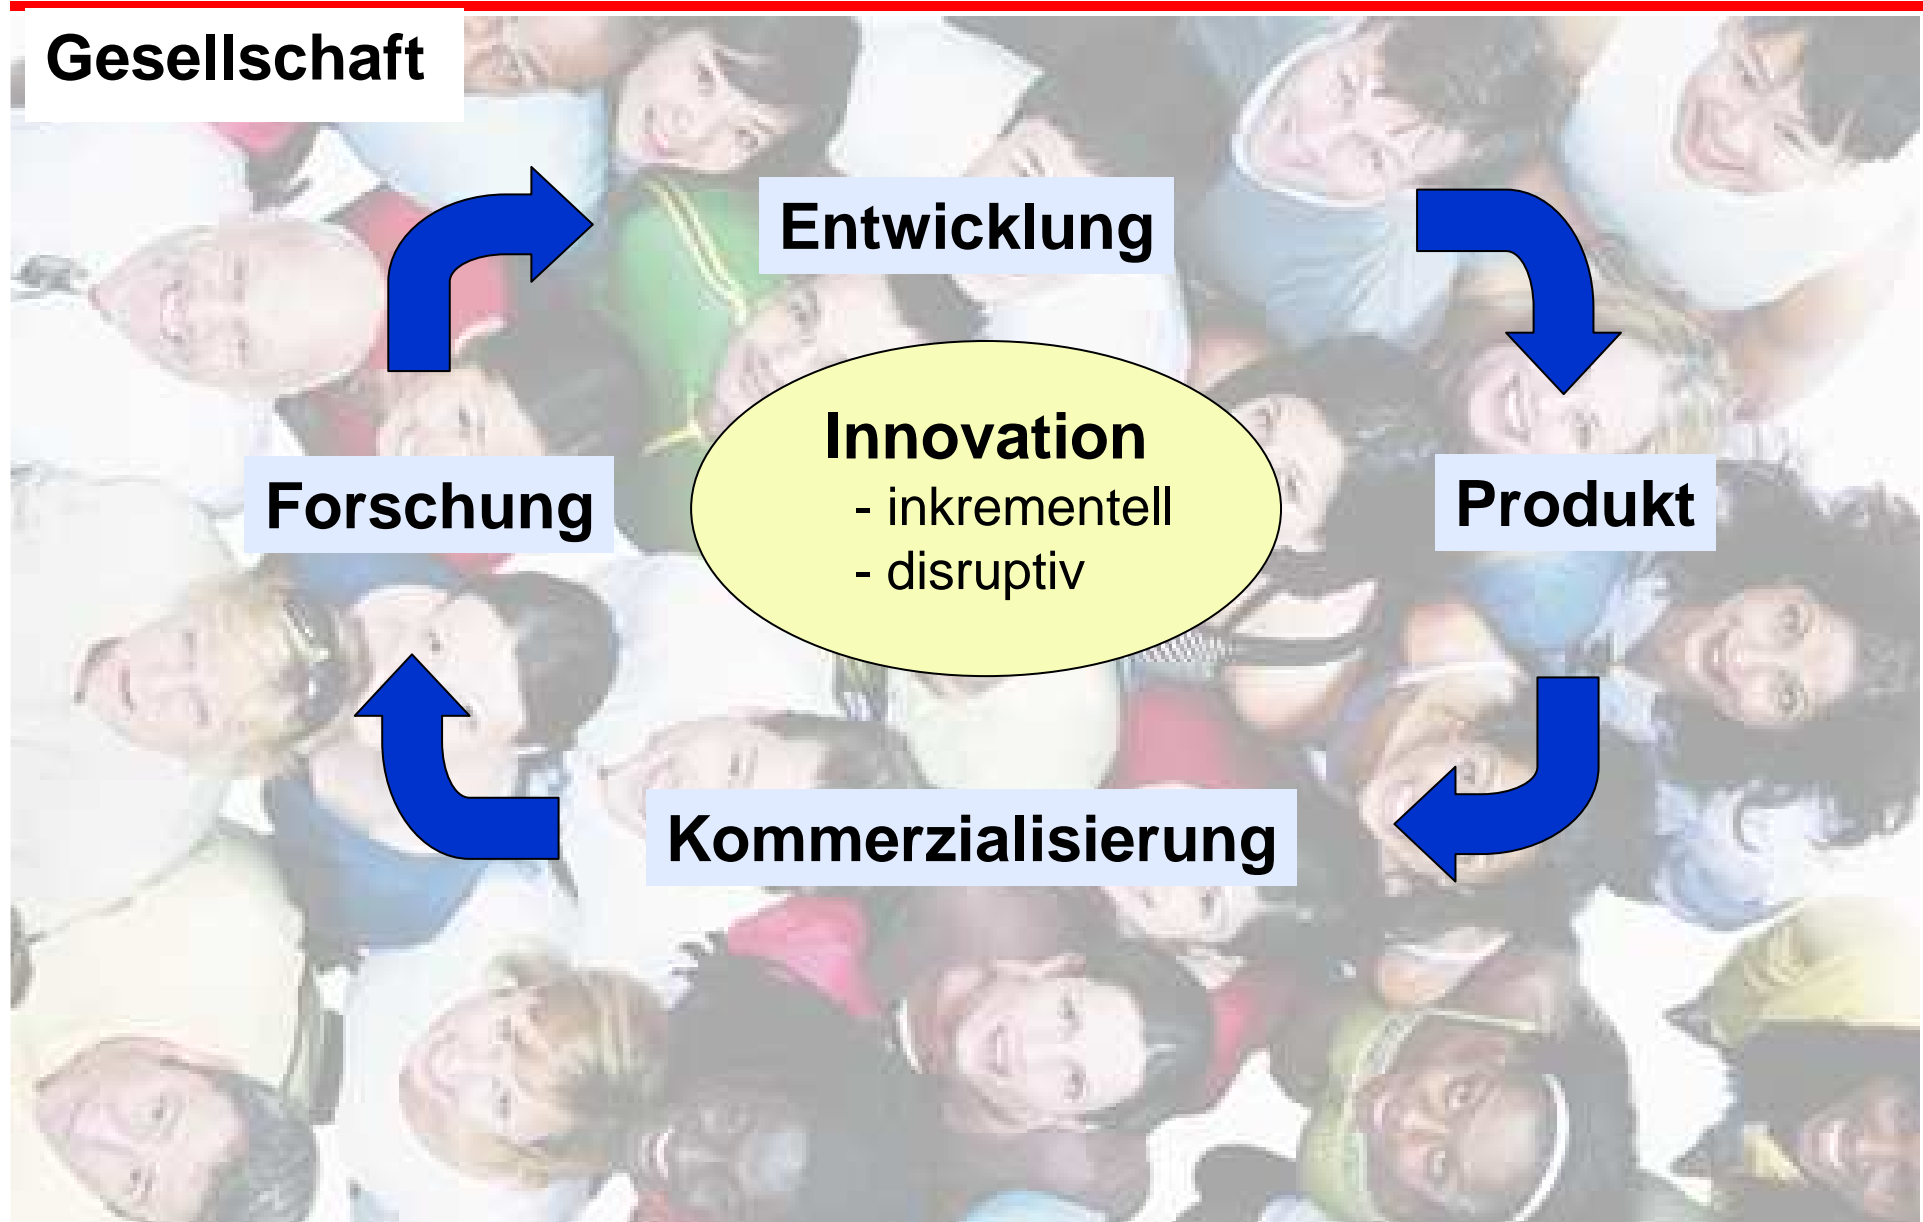 Gesellschaft
Entwicklung
Innovation
- inkrementell
- disruptiv
Forschung
Produkt
Kommerzialisierung